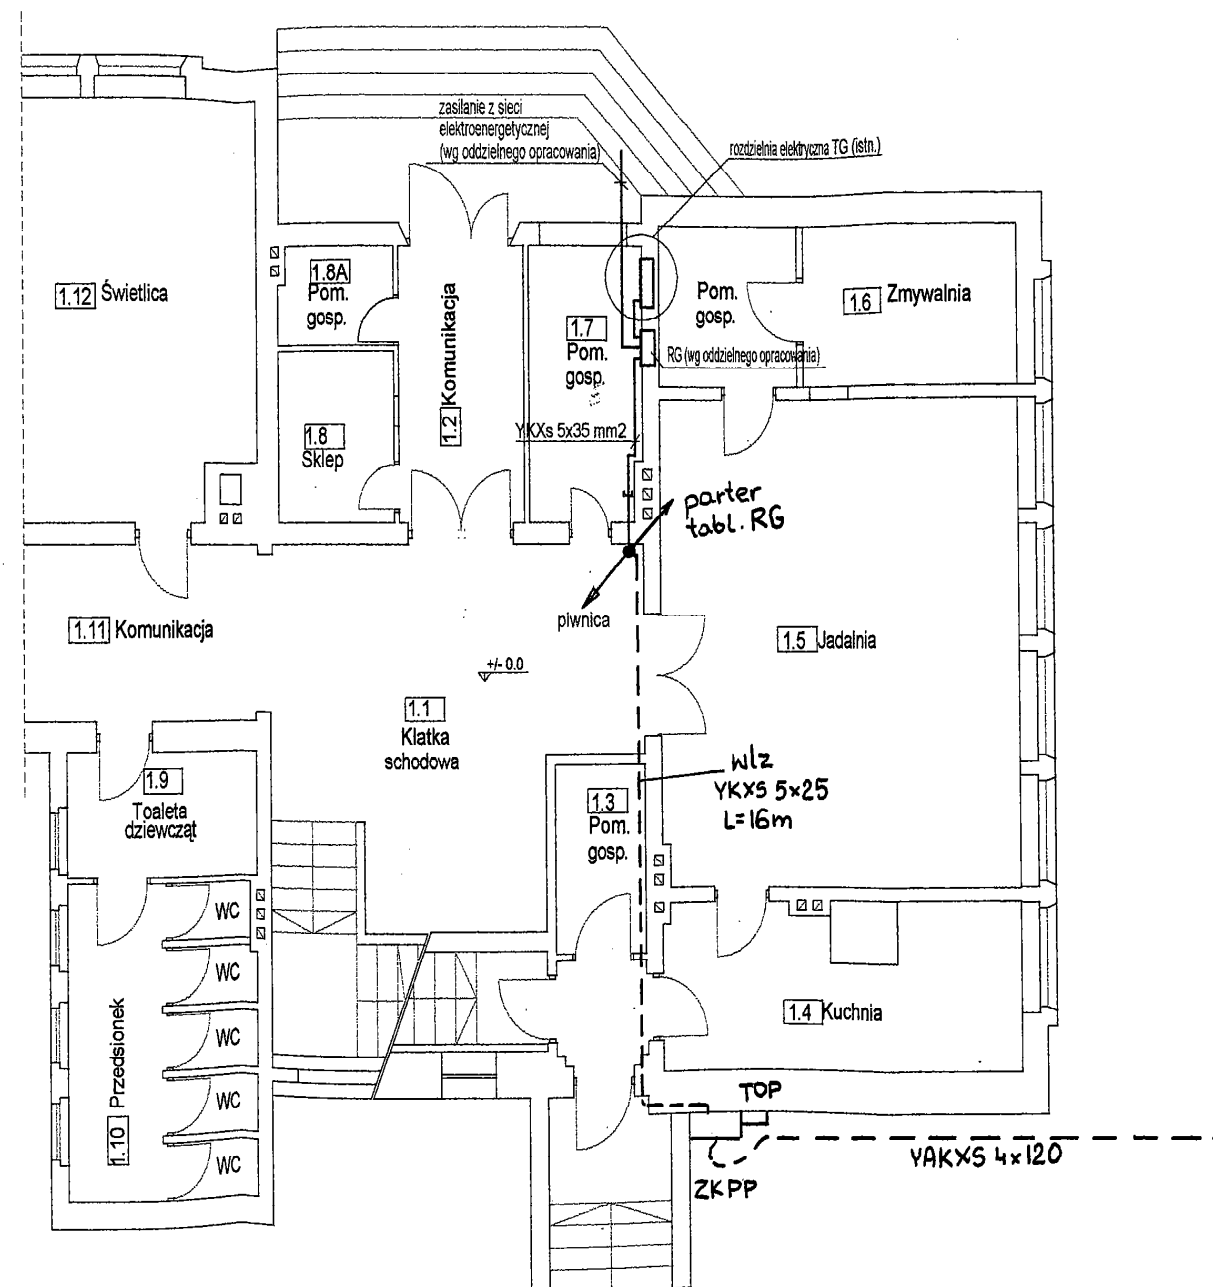 zasilanie z sieci
elektroenergetycznej
(wg oddzielnego opracowania)
rozdzielnia elektryczna TG (istn.)
1.12 Świetlica
1.8A
Pom.
gosp.
1.2 Komunikacja
1.7
Pom.
gosp.
Pom.
gosp.
1.6 Zmywalnia
RG (wg oddzielnego opracowania)
1.8
Sklep
YKXs 5x35 mm2
parter
tabl. RG
piwnica
1.11 Komunikacja
1.5 Jadalnia
+/- 0.0
1.1
Klatka
schodowa
wlz
YKXS 5x25
L=16m
1.9
Toaleta
dziewcząt
1.3
Pom.
gosp.
WC
WC
WC
WC
WC
1.10 Przedsionek
1.4 Kuchnia
TOP
YAKXS 4x120
ZKPP